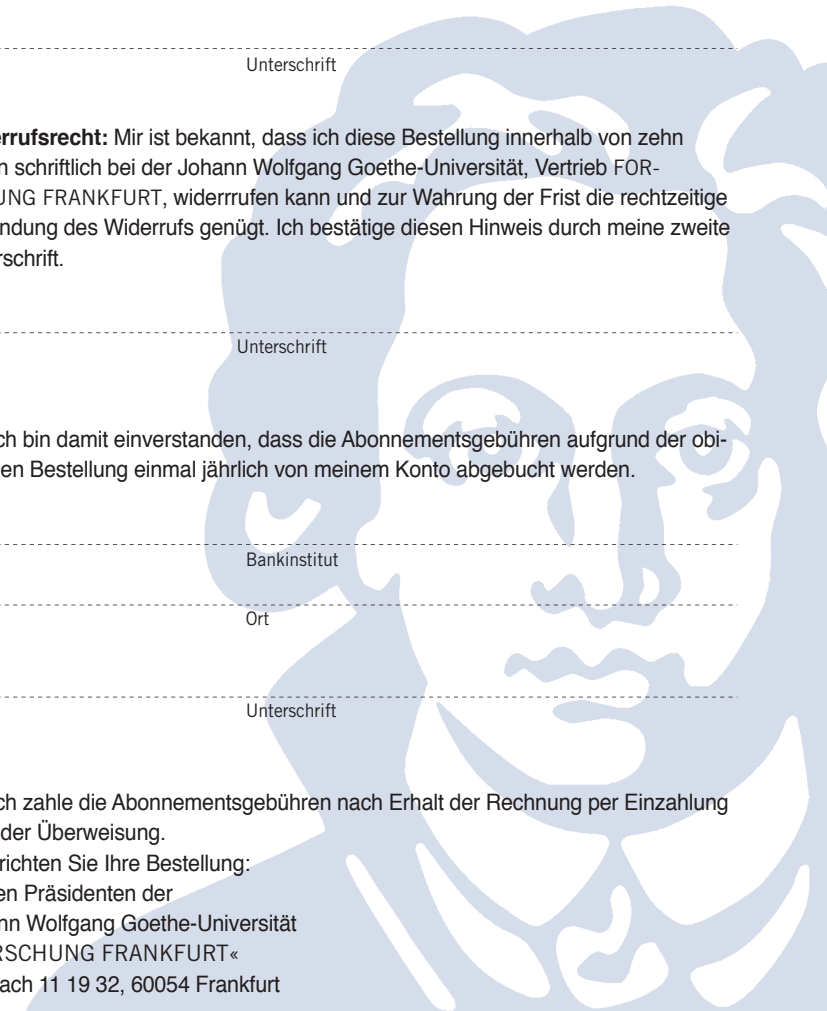 Unterschrift
errufsrecht: Mir ist bekannt, dass ich diese Bestellung innerhalb von zehn
n schriftlich bei der Johann Wolfgang Goethe-Universität, Vertrieb FOR-
UNG FRANKFURT, widerrrufen kann und zur Wahrung der Frist die rechtzeitige
ndung des Widerrufs genügt. Ich bestätige diesen Hinweis durch meine zweite
rschrift.
Unterschrift
ch bin damit einverstanden, dass die Abonnementsgebühren aufgrund der obi-
en Bestellung einmal jährlich von meinem Konto abgebucht werden.
Bankinstitut
Ort
Unterschrift
ch zahle die Abonnementsgebühren nach Erhalt der Rechnung per Einzahlung
der Überweisung.
richten Sie Ihre Bestellung:
en Präsidenten der
nn Wolfgang Goethe-Universität
RSCHUNG FRANKFURT«
ach 11 19 32, 60054 Frankfurt